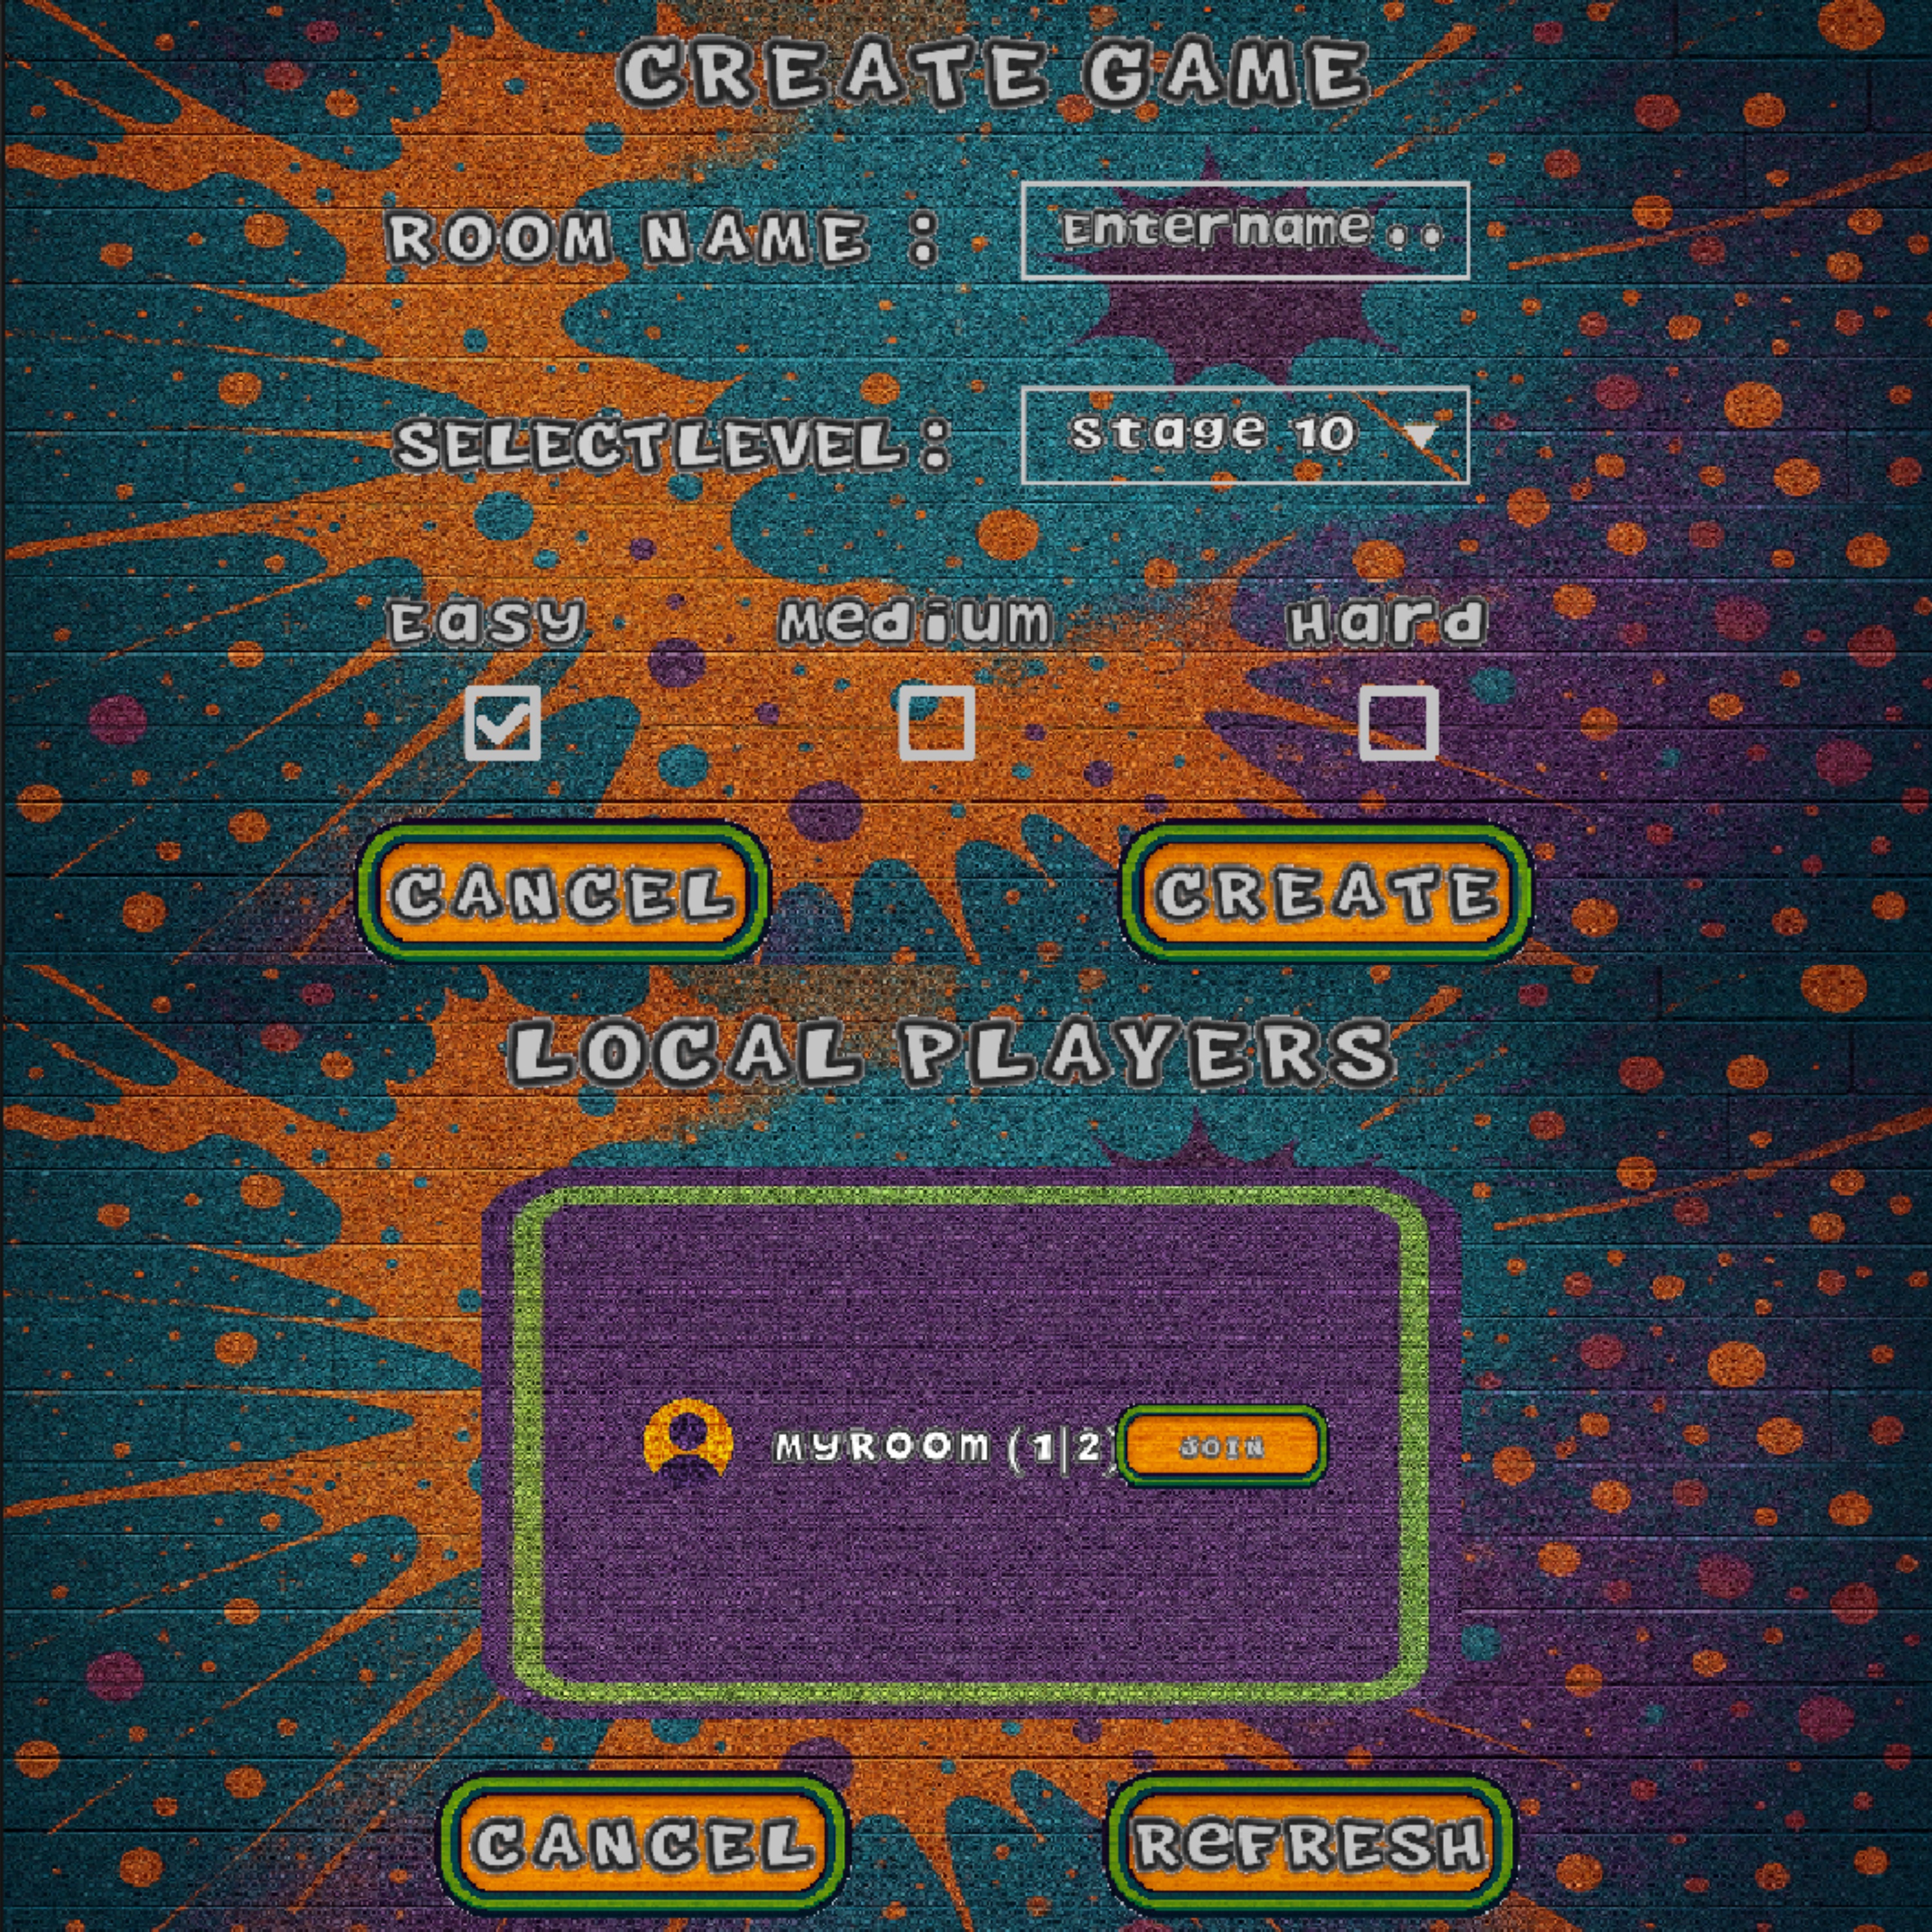 CREATE GAME
ROOM NAME :
Enter name..
SELECTLEVEL:
Stage 10
Easy Medium Hard
CANCEL CREATE
LOCAL PLAYERS
MYROOM (1|2) JOIN
CANCEL ReFRESH